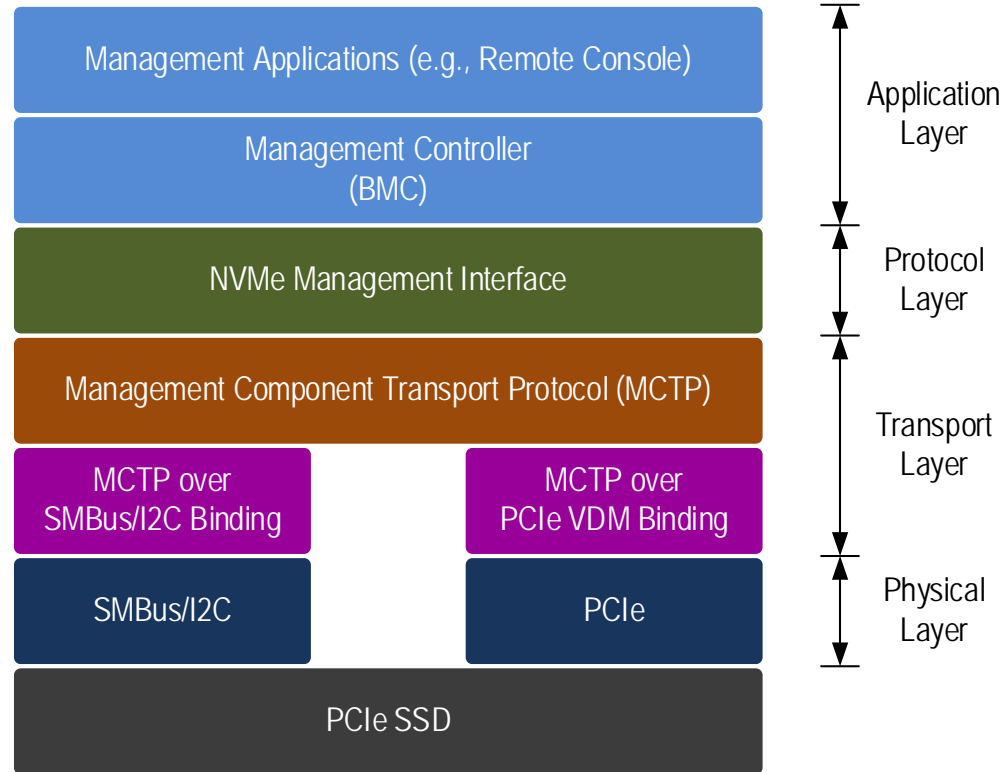 Management Applications (e.g., Remote Console)
Management Controller
(BMC)
NVMe Management Interface
Management Component Transport Protocol (MCTP)
MCTP over
SMBus/I2C Binding
MCTP over
PCIe VDM Binding
SMBus/I2C
PCIe
PCIe SSD
Application
Layer
Protocol
Layer
Transport
Layer
Physical
Layer